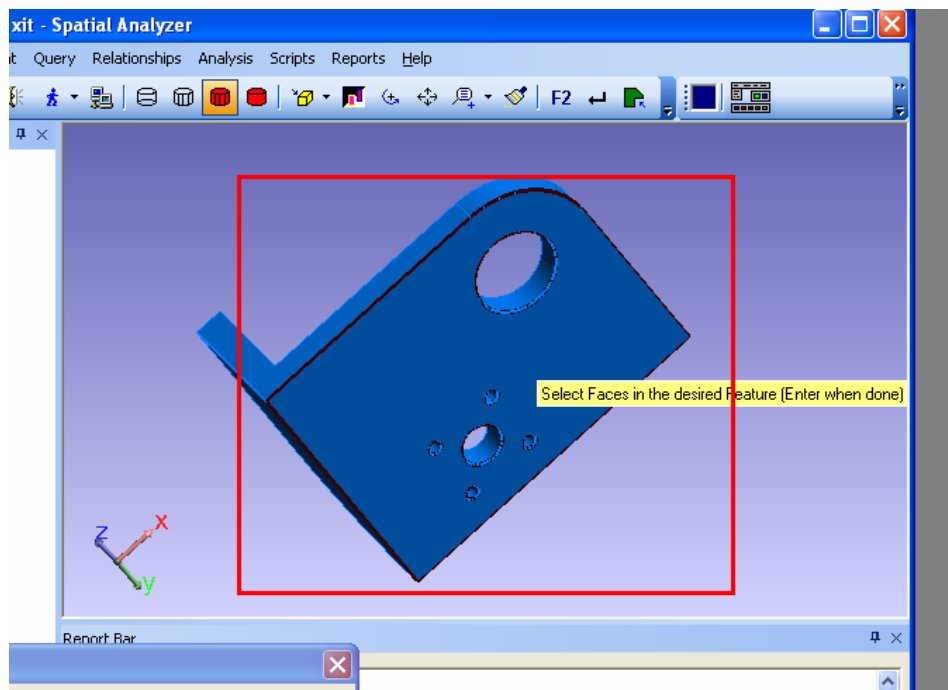 xit - Spatial Analyzer
Query Relationships Analysis Scripts Reports Help
F2
Select Faces in the desired Feature (Enter when done)
z
x
y
Report Bar